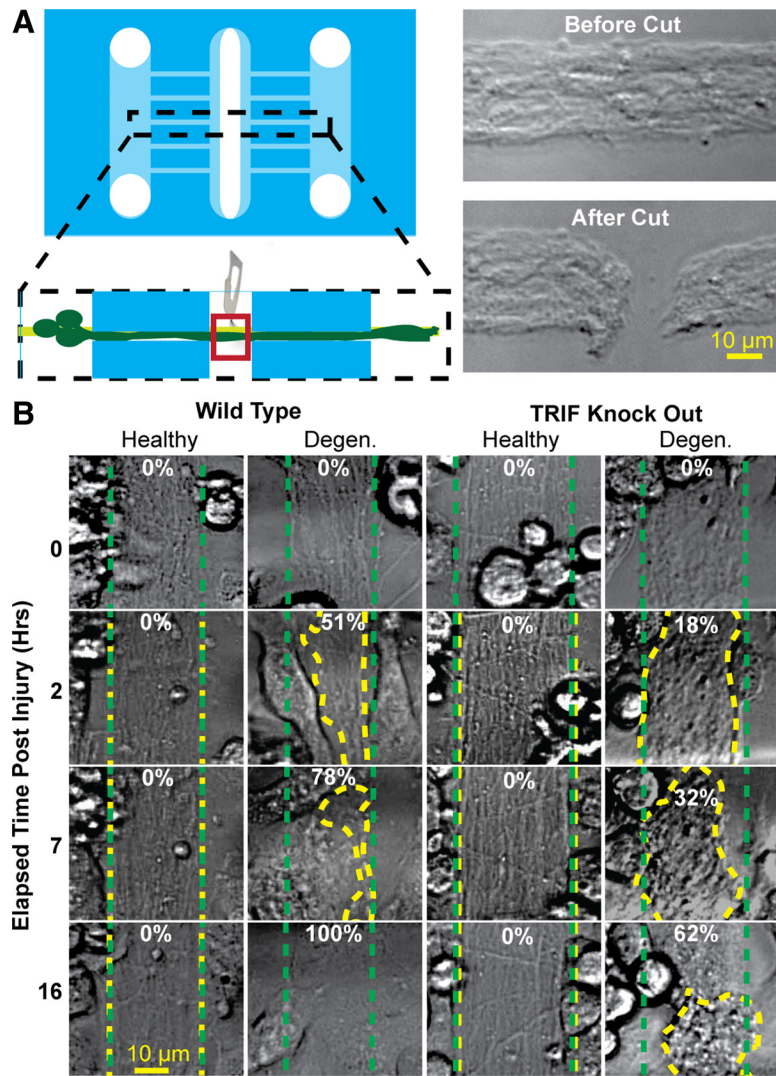 A
Before Cut
After Cut
10 µm
B
Wild Type
TRIF Knock Out
Healthy
Degen.
Healthy
Degen.
Elapsed Time Post Injury (Hrs)
0
0%
0%
0%
0%
2
0%
51%
0%
18%
7
0%
78%
0%
32%
16
0%
100%
0%
62%
10 µm